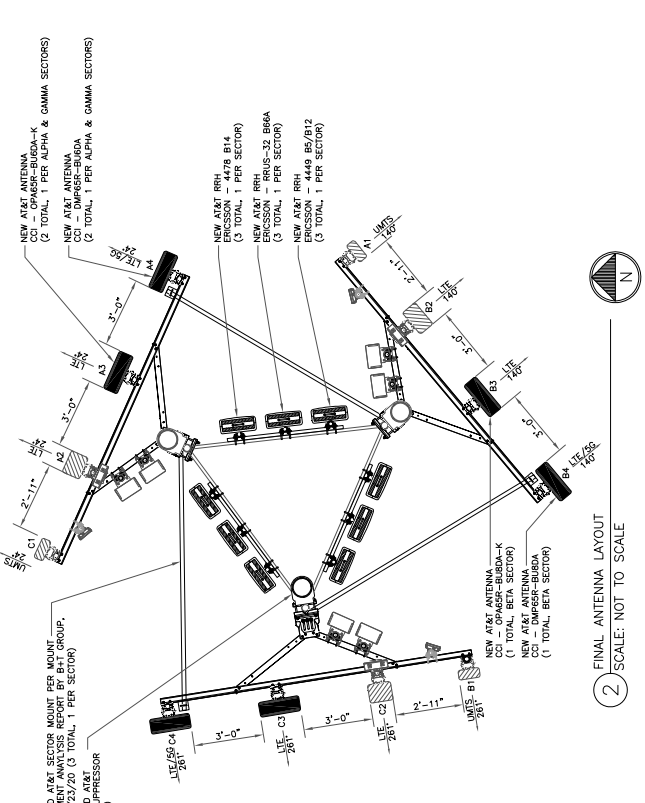 NEW AT&T ANTENNA
CCI - OPA65R-BU6DA-K
(2 TOTAL, 1 PER ALPHA & GAMMA SECTORS)
NEW AT&T ANTENNA
CCI - DMP65R-BU6DA
(2 TOTAL, 1 PER ALPHA & GAMMA SECTORS)
NEW AT&T RRH
ERICSSON - 4478 B14
(3 TOTAL, 1 PER SECTOR)
NEW AT&T RRH
ERICSSON - RRUS-32 B66A
(3 TOTAL, 1 PER SECTOR)
NEW AT&T RRH
ERICSSON - 4449 B5/B12
(3 TOTAL, 1 PER SECTOR)
UMTS
24°
C1
2'-11"
LTE
24°
A2
3'-0"
LTE
24°
A3
3'-0"
LTE/5G
24°
A4
UMTS
140°
A1
2'-11"
LTE
140°
B2
3'-0"
LTE
140°
B3
3'-0"
LTE/5G
140°
B4
LTE/5G
261°
C4
3'-0"
LTE
261°
C3
3'-0"
LTE
261°
C2
2'-11"
UMTS
261°
B1
D AT&T SECTOR MOUNT PER MOUNT
MENT ANAYLYSIS REPORT BY B+T GROUP,
/23/20 (3 TOTAL, 1 PER SECTOR)
D AT&T
UPPRESSOR
)
NEW AT&T ANTENNA
CCI - OPA65R-BU8DA-K
(1 TOTAL, BETA SECTOR)
NEW AT&T ANTENNA
CCI - DMP65R-BU8DA
(1 TOTAL, BETA SECTOR)
N
2
FINAL ANTENNA LAYOUT
SCALE: NOT TO SCALE